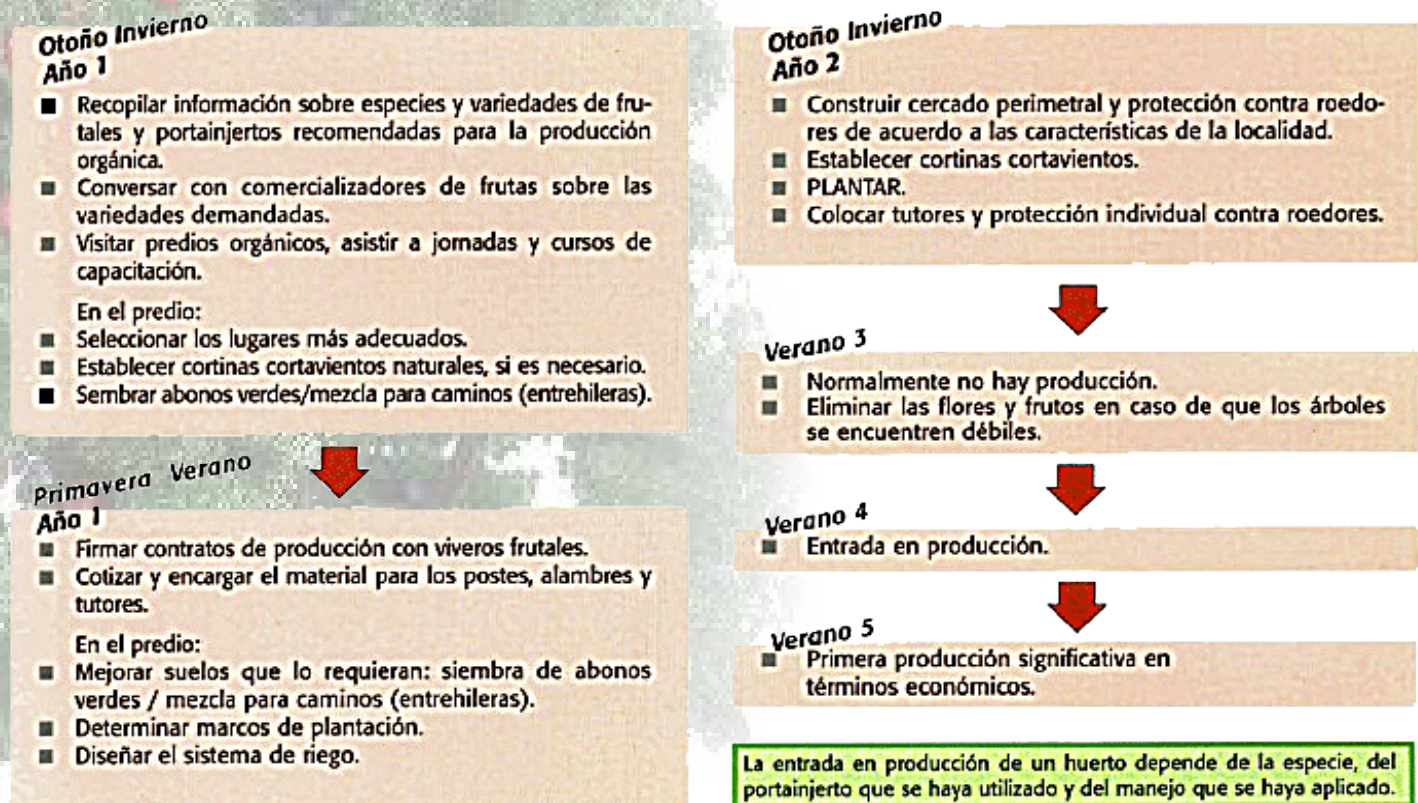 Otoño Invierno
Año 1
■ Recopilar información sobre especies y variedades de fru-
tales y portainjertos recomendadas para la producción
orgánica.
■ Conversar con comercializadores de frutas sobre las
variedades demandadas.
■ Visitar predios orgánicos, asistir a jornadas y cursos de
capacitación.
En el predio:
■ Seleccionar los lugares más adecuados.
■ Establecer cortinas cortavientos naturales, si es necesario.
■ Sembrar abonos verdes/mezcla para caminos (entrehileras).
Primavera Verano
Año 1
■ Firmar contratos de producción con viveros frutales.
■ Cotizar y encargar el material para los postes, alambres y
tutores.
En el predio:
■ Mejorar suelos que lo requieran: siembra de abonos
verdes / mezcla para caminos (entrehileras).
■ Determinar marcos de plantación.
■ Diseñar el sistema de riego.
Otoño Invierno
Año 2
■ Construir cercado perimetral y protección contra roedo-
res de acuerdo a las características de la localidad.
■ Establecer cortinas cortavientos.
■ PLANTAR.
■ Colocar tutores y protección individual contra roedores.
Verano 3
■ Normalmente no hay producción.
■ Eliminar las flores y frutos en caso de que los árboles
se encuentren débiles.
Verano 4
■ Entrada en producción.
Verano 5
■ Primera producción significativa en
términos económicos.
La entrada en producción de un huerto depende de la especie, del
portainjerto que se haya utilizado y del manejo que se haya aplicado.